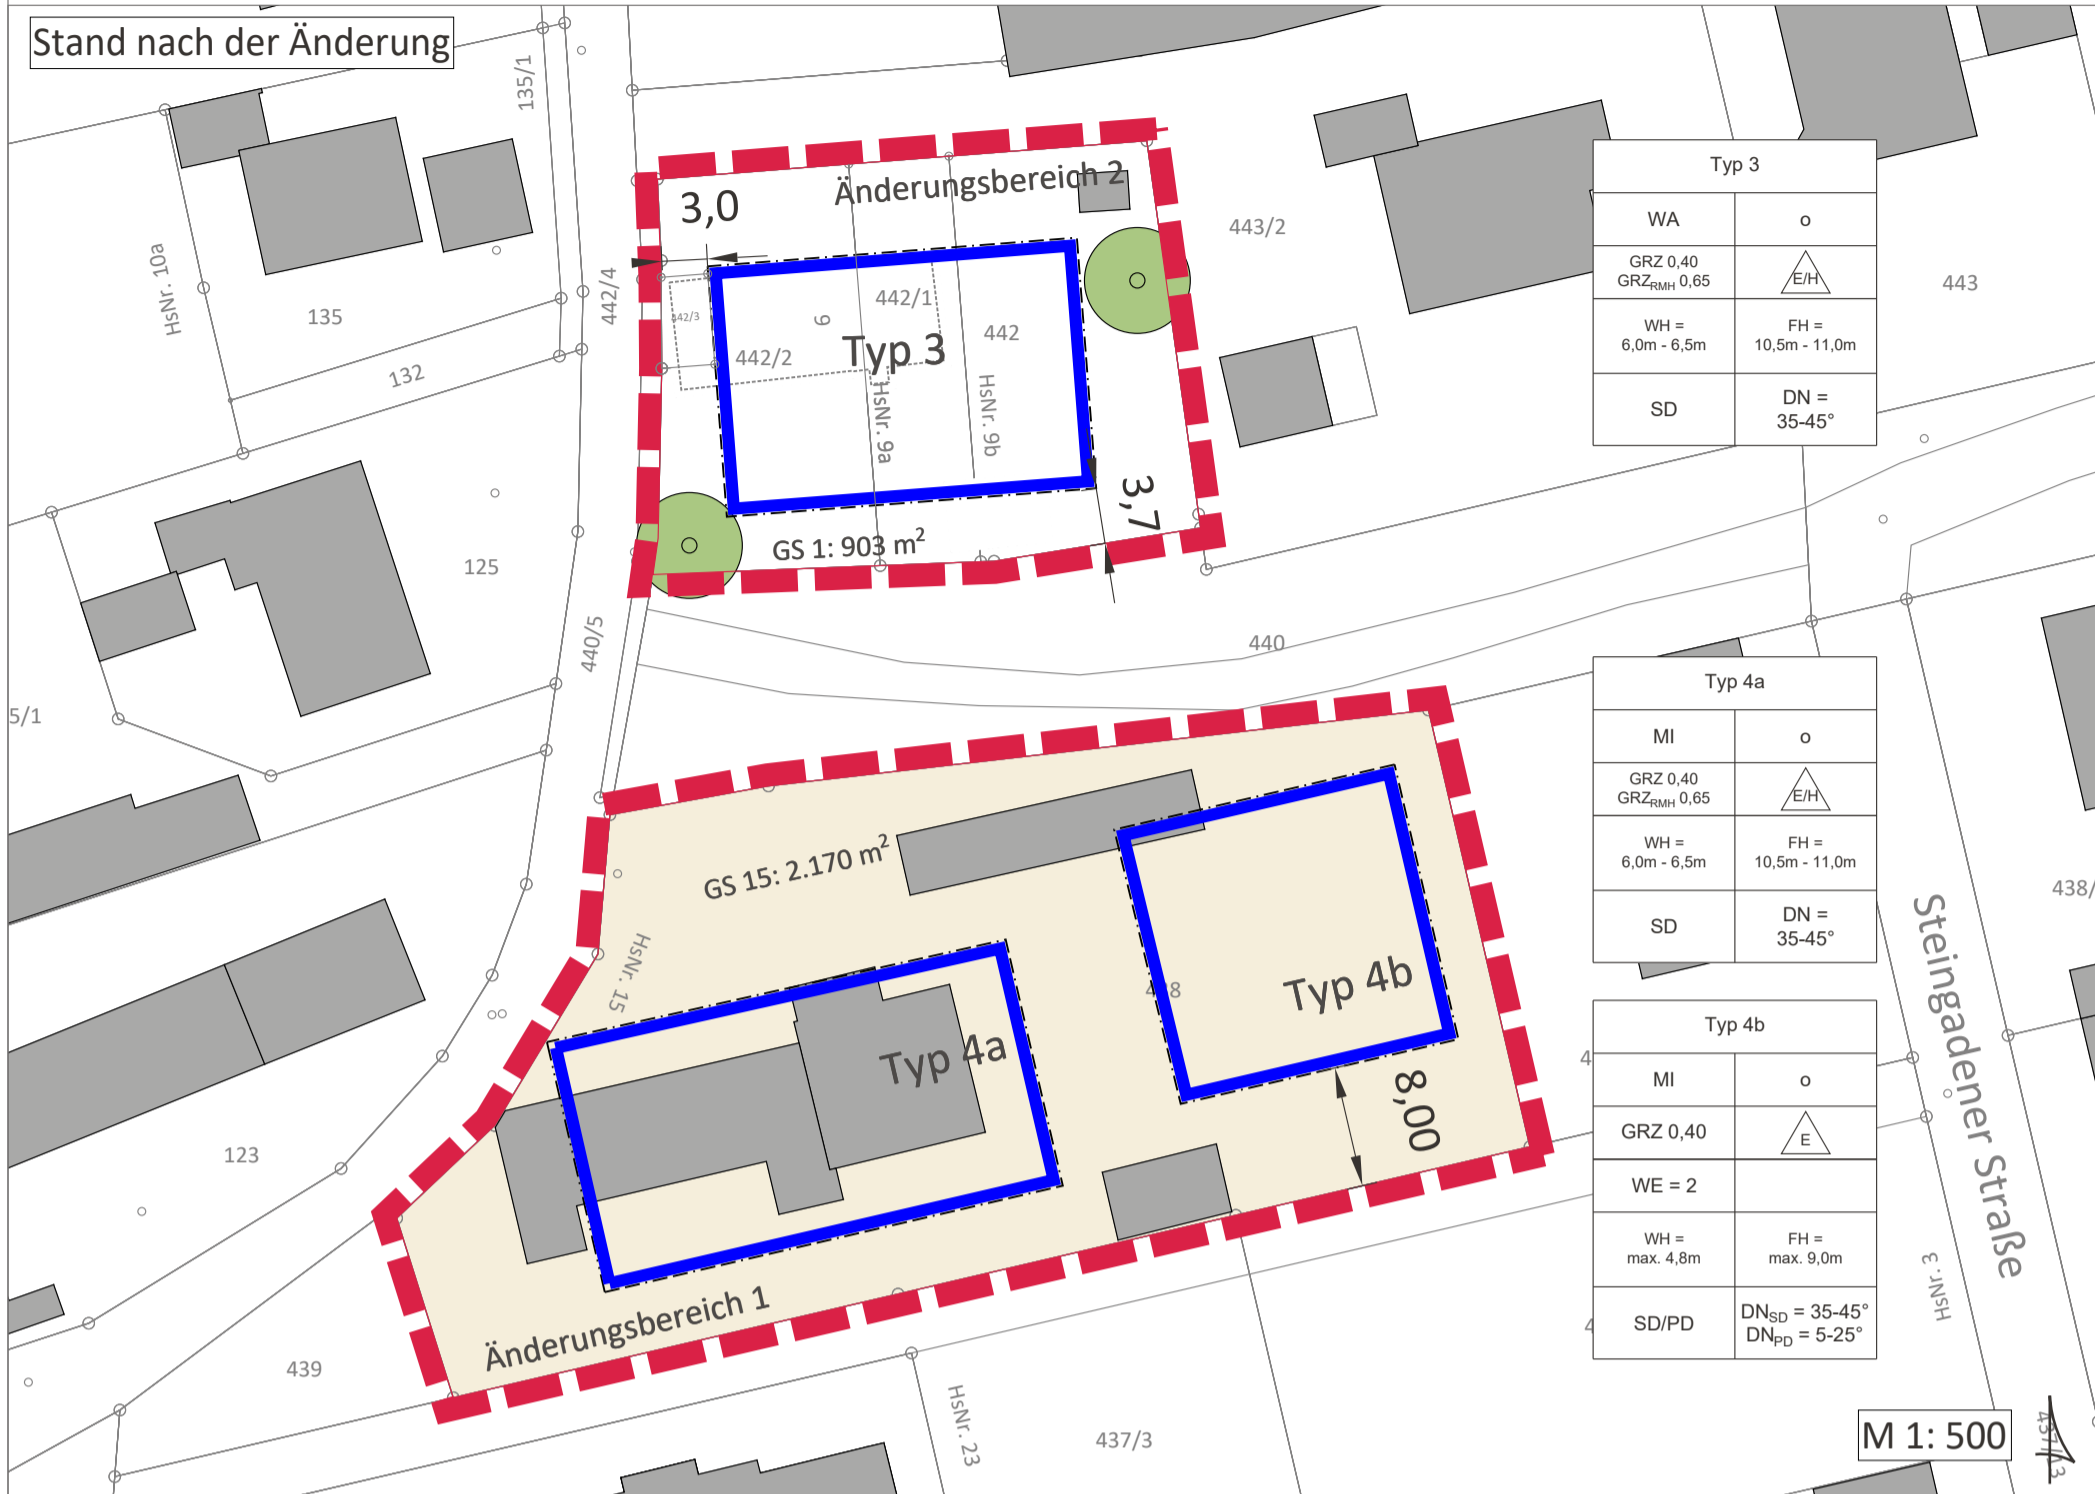 Stand nach der Änderung
135/1
HsNr. 10a
135
132
442/4
3,0
Änderungsbereich 2
443/2
443
442/3
442/2
9
442/1
442
Typ 3
HsNr. 9a
HsNr. 9b
3,7
GS 1: 903 m²
125
5/1
440/5
440
Typ 3
WA
o
GRZ 0,40
GRZRMH 0,65
E/H
WH =
6,0m - 6,5m
FH =
10,5m - 11,0m
SD
DN =
35-45°
Typ 4a
MI
o
GRZ 0,40
GRZRMH 0,65
E/H
WH =
6,0m - 6,5m
FH =
10,5m - 11,0m
SD
DN =
35-45°
Typ 4b
MI
o
GRZ 0,40
E
WE = 2
WH =
max. 4,8m
FH =
max. 9,0m
SD/PD
DNSD = 35-45°
DNPD = 5-25°
GS 15: 2.170 m²
HsNr. 15
Typ 4a
Typ 4b
8,00
Änderungsbereich 1
123
439
HsNr. 23
437/3
438/
Steingadener Straße
HsNr. 3
M 1: 500